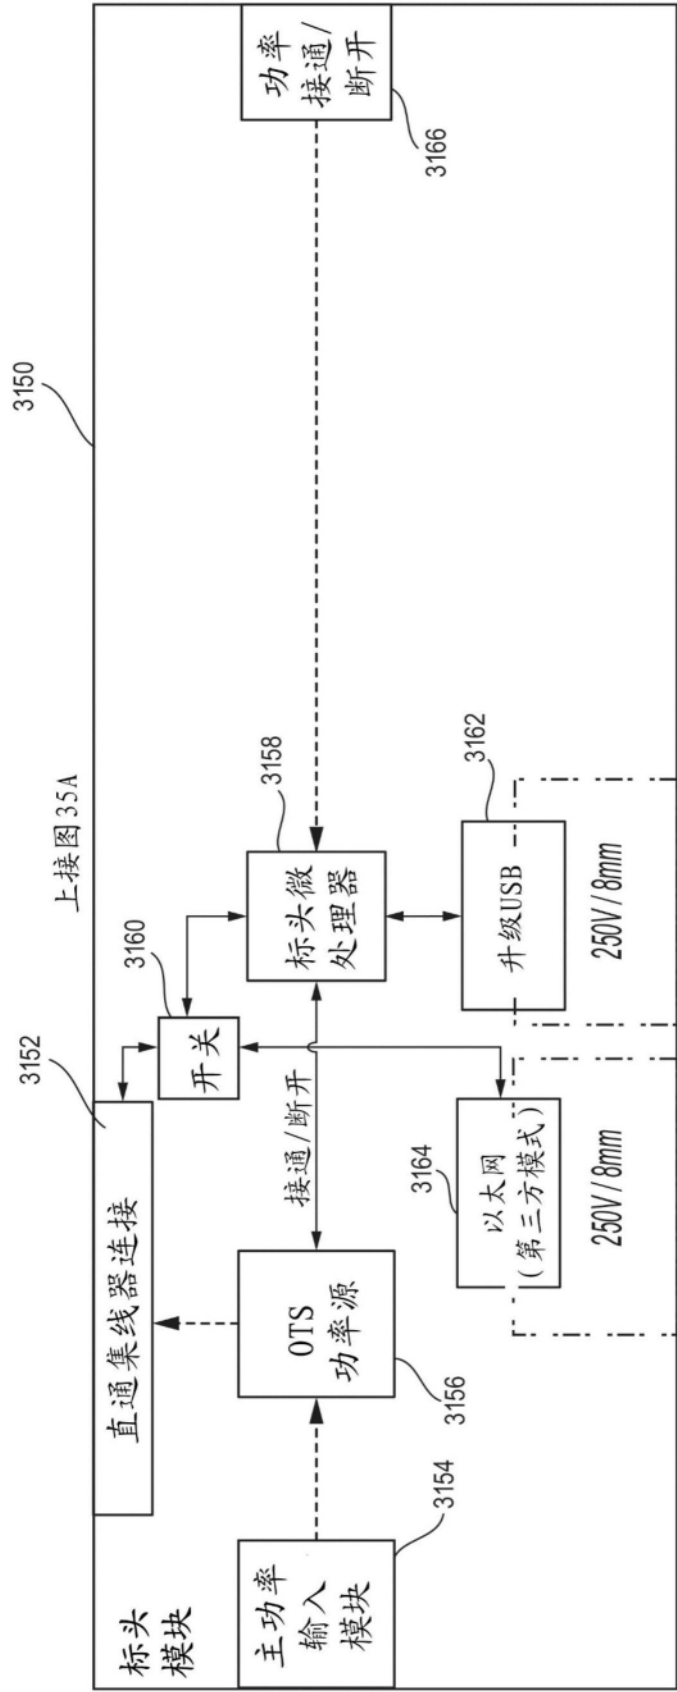 上接图35A
3150
3152
标头
模块
直通集线器连接
3160
开关
3158
标头微
处理器
功率
接通/
断开
3166
主功率
输入
模块
3154
OTS
功率源
3156
接通/断开
3164
以太网
(第三方模式)
250V/8mm
3162
升级USB
250V/8mm